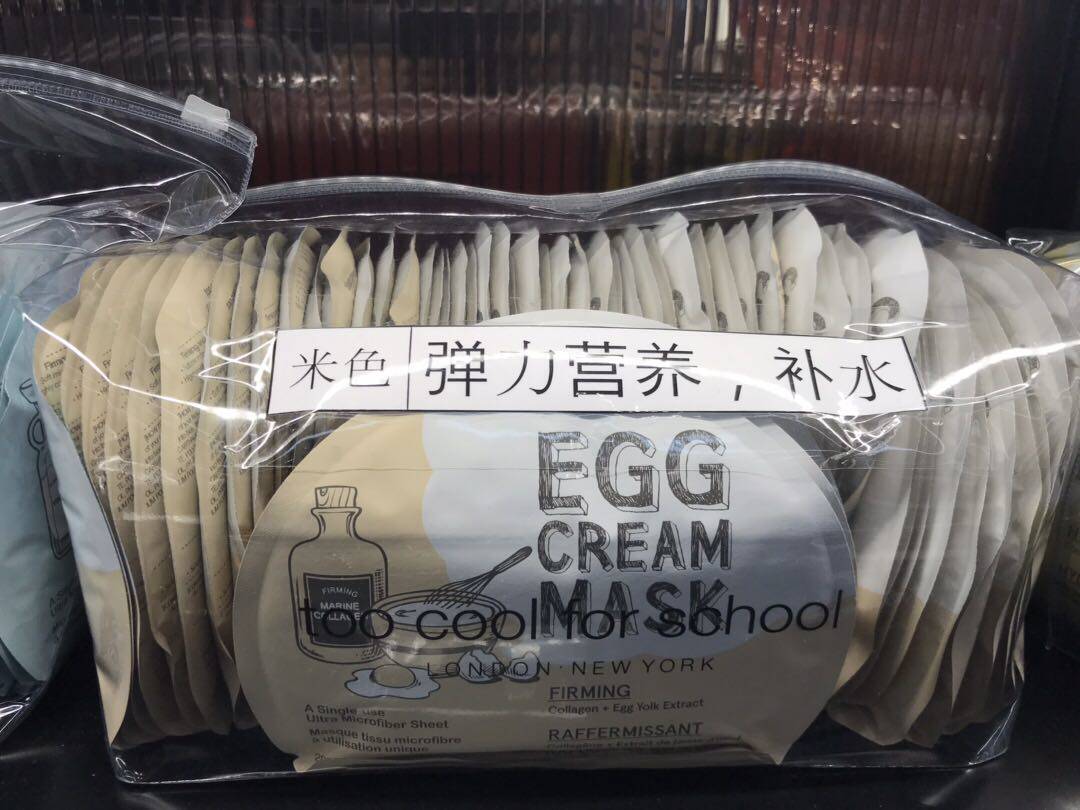 米色 弹力营养，补水
EGG
CREAM
MASK
FIRMING
MARINE
COLLAGEN
too cool for school
LONDON · NEW YORK
A Single-use
Ultra Microfiber Sheet
Masque tissu microfibre
à utilisation unique
FIRMING
Collagen + Egg Yolk Extract
RAFFERMISSANT